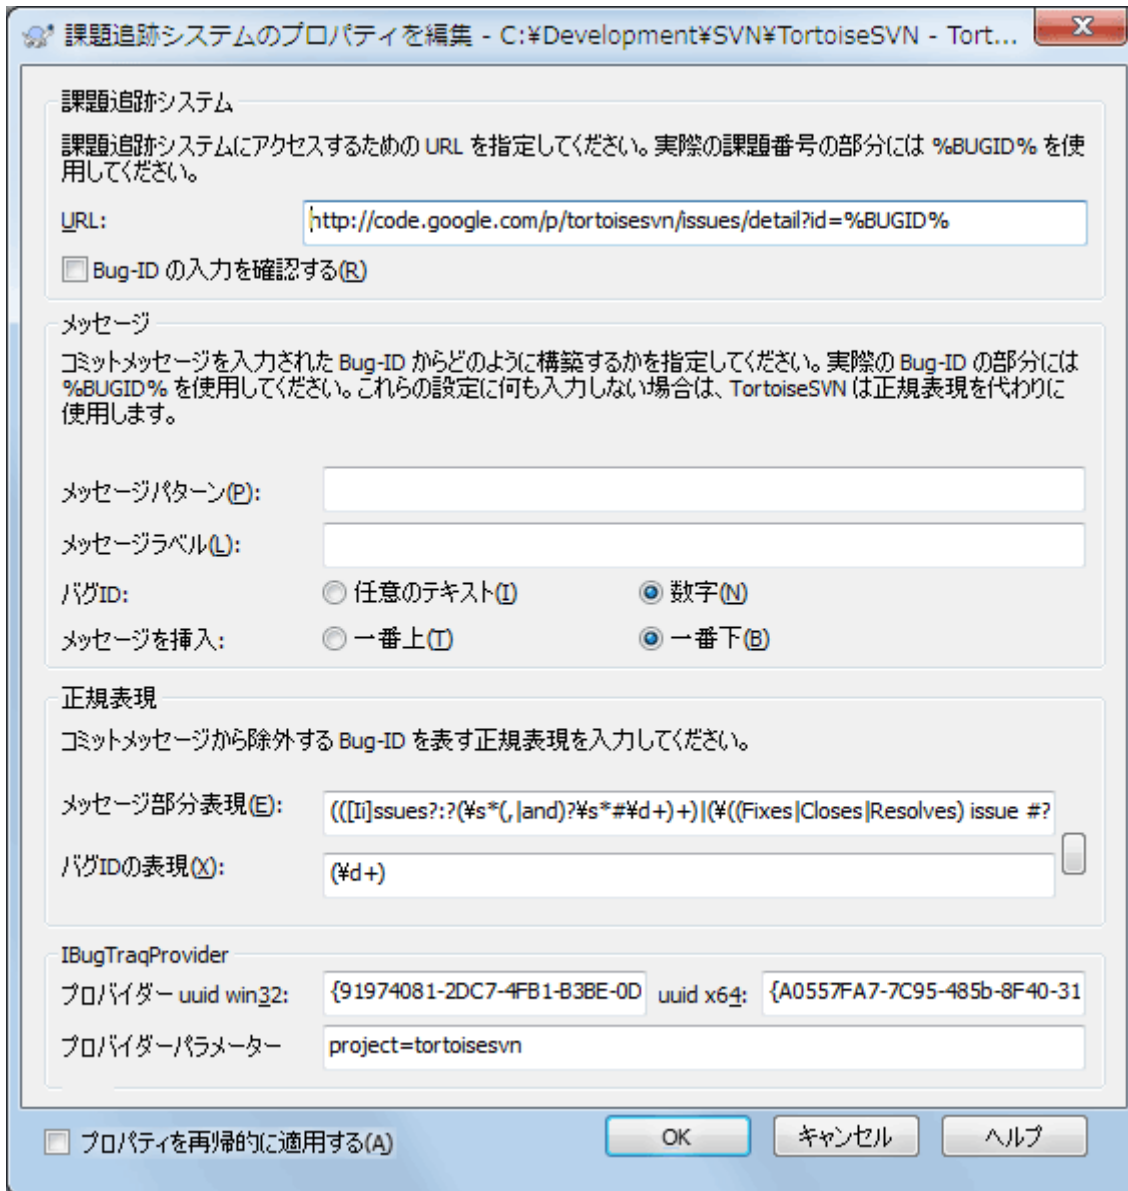 課題追跡システムのプロパティを編集 - C:¥Development¥SVN¥TortoiseSVN - Tort...
課題追跡システム
課題追跡システムにアクセスするための URL を指定してください。実際の課題番号の部分には %BUGID% を使
用してください。
URL: http://code.google.com/p/tortoisesvn/issues/detail?id=%BUGID%
Bug-ID の入力を確認する(R)
メッセージ
コミットメッセージを入力された Bug-ID からどのように構築するかを指定してください。実際の Bug-ID の部分には
%BUGID% を使用してください。これらの設定に何も入力しない場合は、TortoiseSVN は正規表現を代わりに
使用します。
メッセージパターン(P):
メッセージラベル(L):
バグID: 任意のテキスト(I) 数字(N)
メッセージを挿入: 一番上(T) 一番下(B)
正規表現
コミットメッセージから除外する Bug-ID を表す正規表現を入力してください。
メッセージ部分表現(E): (([Ii]ssues?:?(¥s*(,|and)?¥s*#¥d+)+)|(¥((Fixes|Closes|Resolves) issue #?
バグIDの表現(X): (¥d+)
IBugTraqProvider
プロバイダー uuid win32: {91974081-2DC7-4FB1-B3BE-0D uuid x64: {A0557FA7-7C95-485b-8F40-31
プロバイダーパラメーター project=tortoisesvn
プロパティを再帰的に適用する(A) OK キャンセル ヘルプ